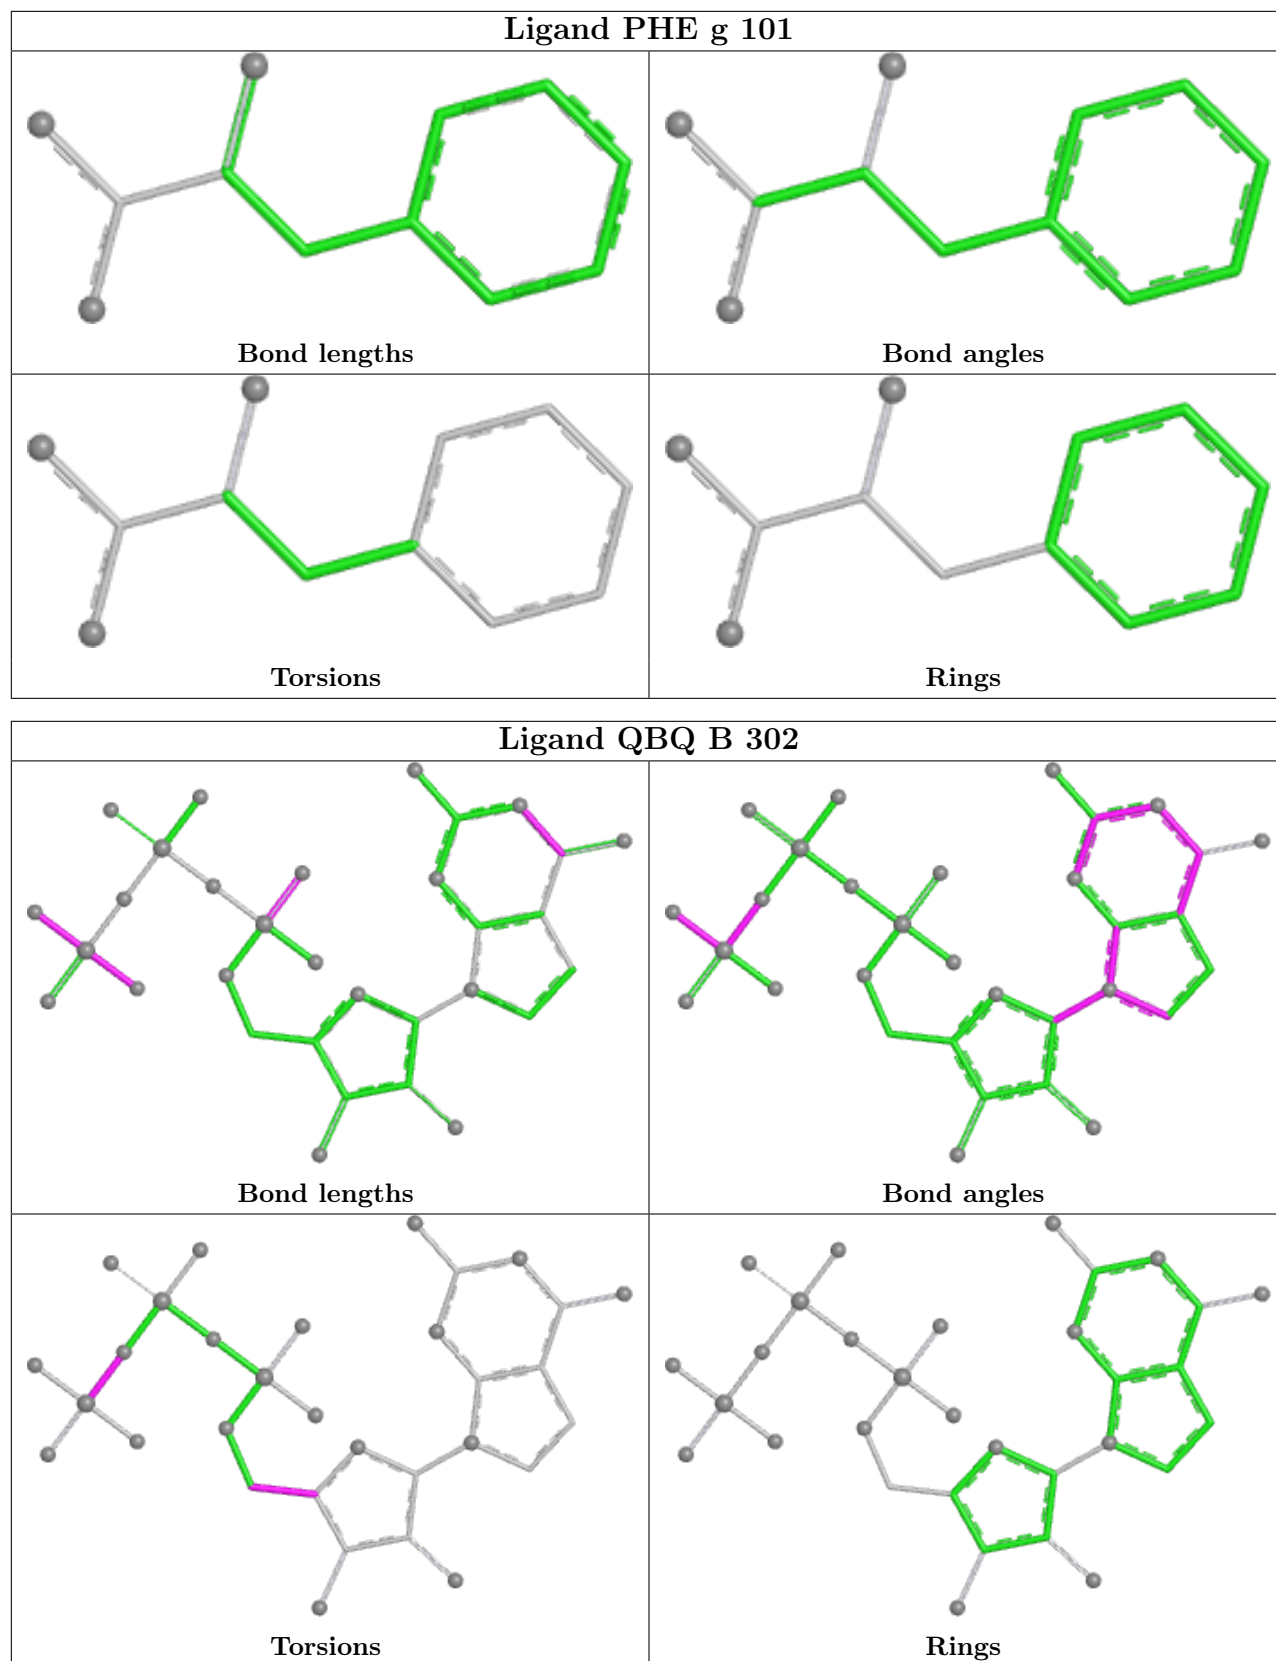 Ligand PHE g 101
Bond lengths
Bond angles
Torsions
Rings
Ligand QBQ B 302
Bond lengths
Bond angles
Torsions
Rings